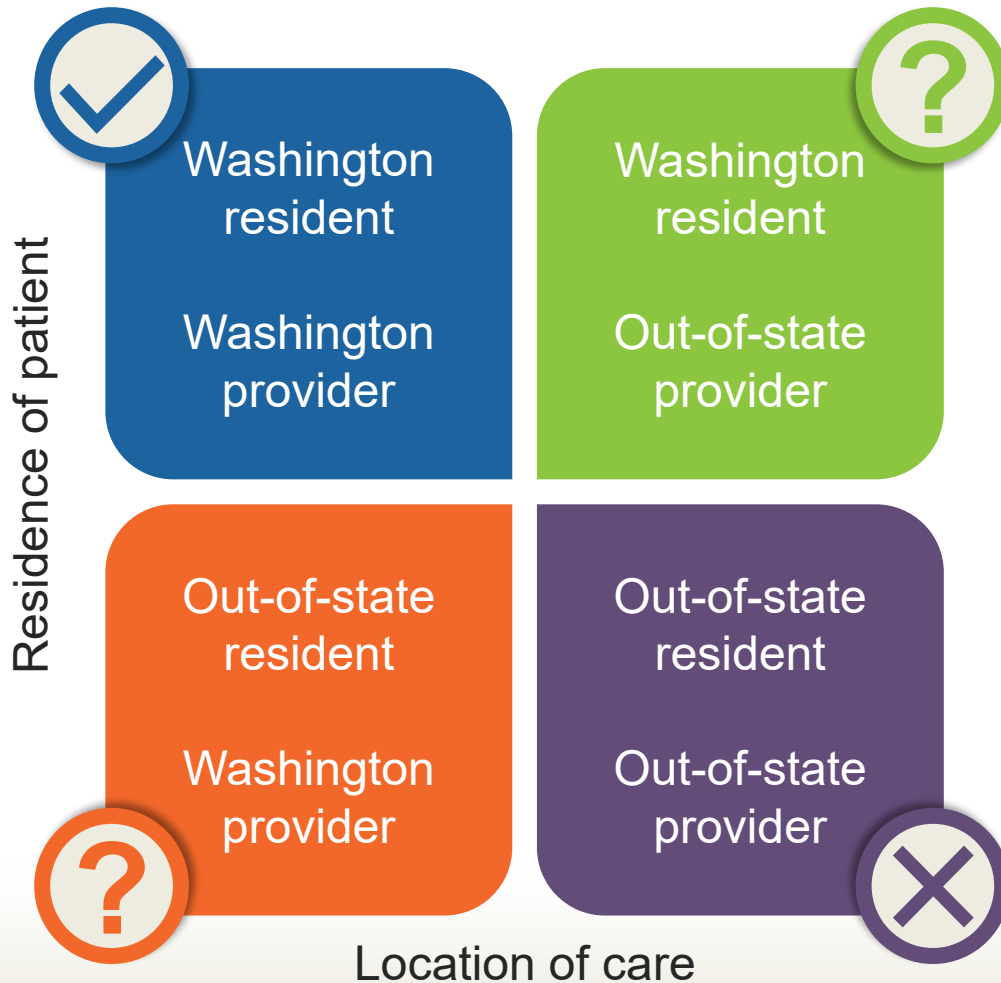 ?
Washington
resident
Washington
provider
Washington
resident
Out-of-state
provider
Residence of patient
Out-of-state
resident
Washington
provider
Out-of-state
resident
Out-of-state
provider
?
Location of care